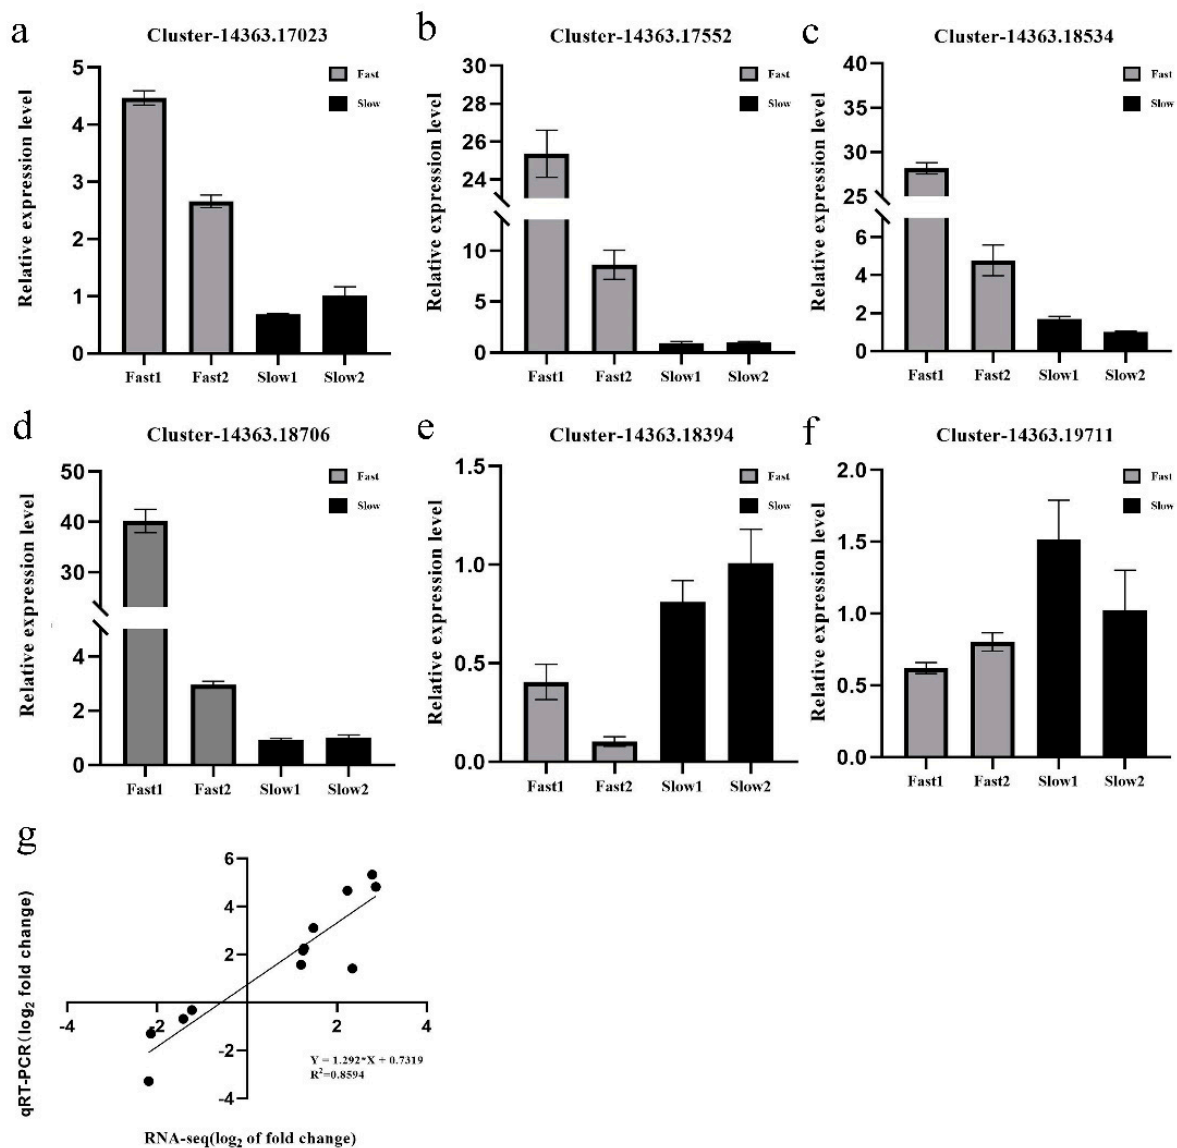 a
Cluster-14363.17023
Relative expression level
5
4
3
2
1
0
Fast
Slow
Fast1 Fast2 Slow1 Slow2
b
Cluster-14363.17552
Relative expression level
30
28
26
24
10
5
0
Fast
Slow
Fast1 Fast2 Slow1 Slow2
c
Cluster-14363.18534
Relative expression level
40
35
30
25
6
4
2
0
Fast
Slow
Fast1 Fast2 Slow1 Slow2
d
Cluster-14363.18706
Relative expression level
50
40
30
4
2
0
Fast
Slow
Fast1 Fast2 Slow1 Slow2
e
Cluster-14363.18394
Relative expression level
1.5
1.0
0.5
0.0
Fast
Slow
Fast1 Fast2 Slow1 Slow2
f
Cluster-14363.19711
Relative expression level
2.0
1.5
1.0
0.5
0.0
Fast
Slow
Fast1 Fast2 Slow1 Slow2
g
qRT-PCR(log2 fold change)
6
4
2
-2
-4
-4 -2 2 4
Y = 1.292*X + 0.7319
R²=0.8594
RNA-seq(log2 of fold change)